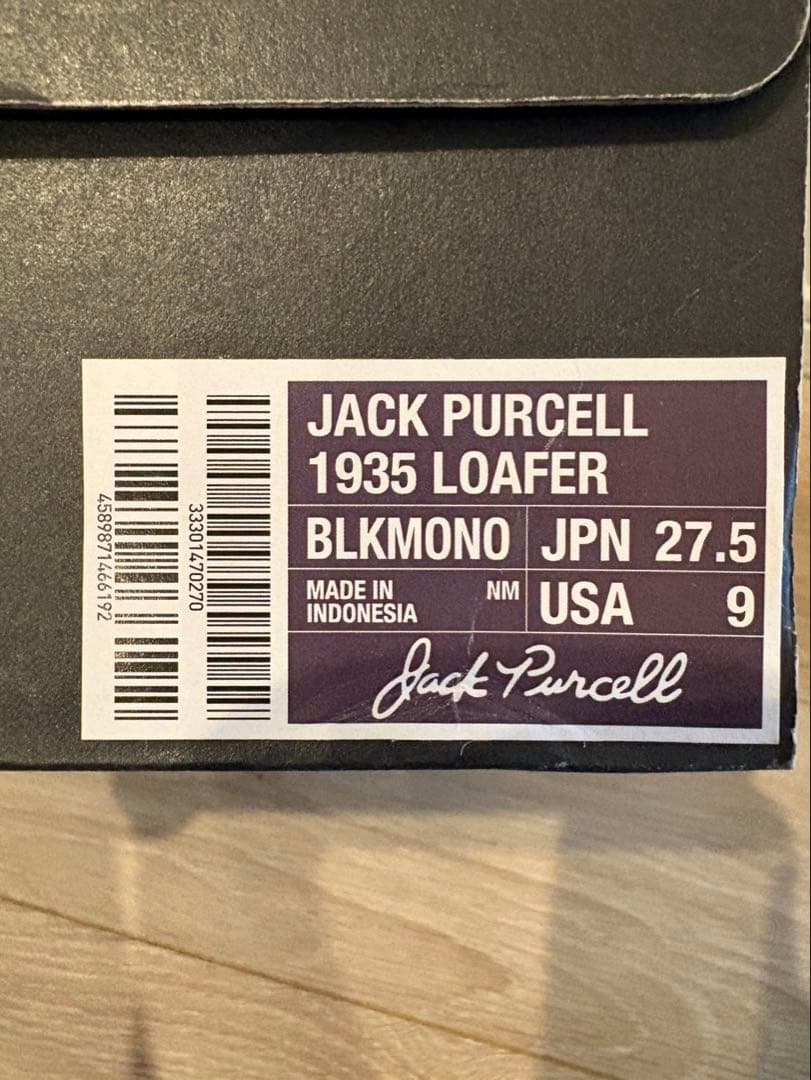 JACK PURCELL
1935 LOAFER
BLKMONO
JPN 27.5
MADE IN NM
INDONESIA
USA 9
Jack Purcell
4589871466192
33301470270